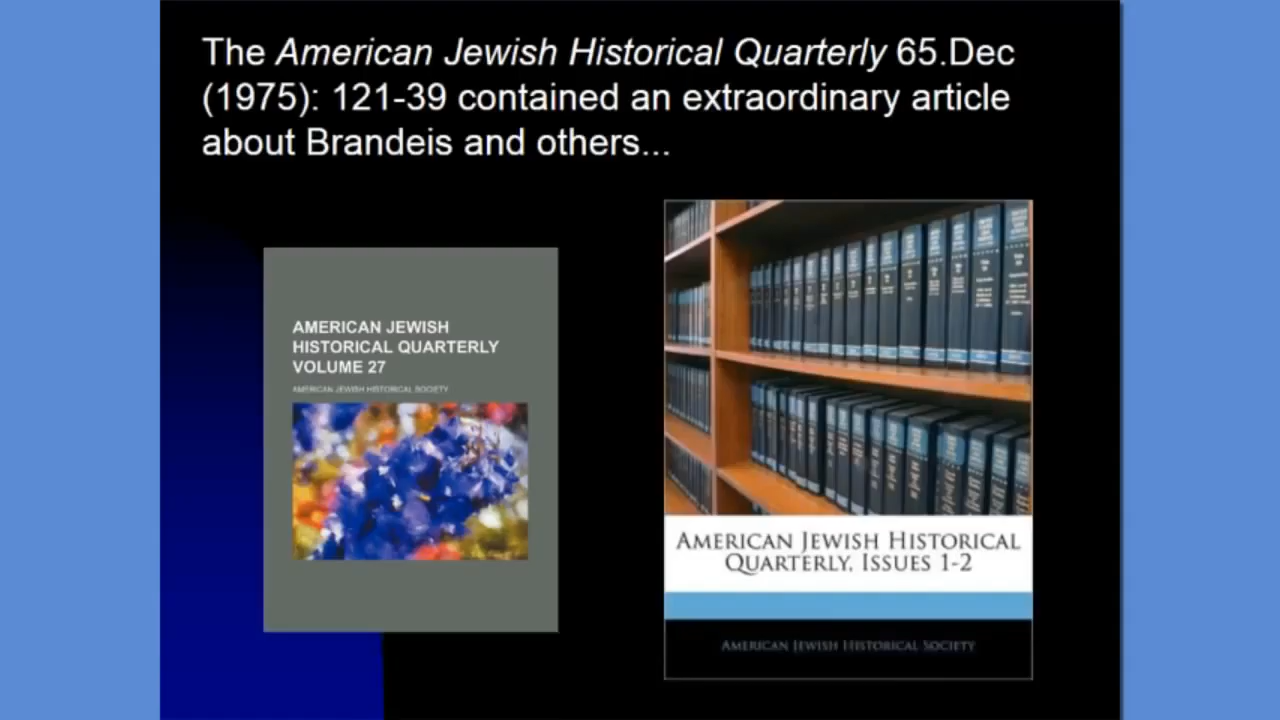 The American Jewish Historical Quarterly 65.Dec
(1975): 121-39 contained an extraordinary article
about Brandeis and others...
AMERICAN JEWISH
HISTORICAL QUARTERLY
VOLUME 27
AMERICAN JEWISH HISTORICAL SOCIETY
AMERICAN JEWISH HISTORICAL
QUARTERLY, ISSUES 1-2
AMERICAN JEWISH HISTORICAL SOCIETY